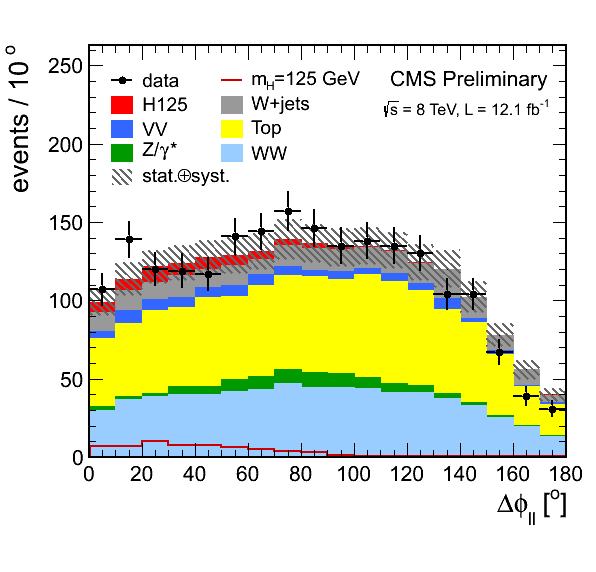 events / 10 °
250
200
150
100
50
0
data
H125
VV
Z/γ*
stat.⊕syst.
m_H=125 GeV
W+jets
Top
WW
CMS Preliminary
√s = 8 TeV, L = 12.1 fb⁻¹
0 20 40 60 80 100 120 140 160 180
Δϕ_ll [°]